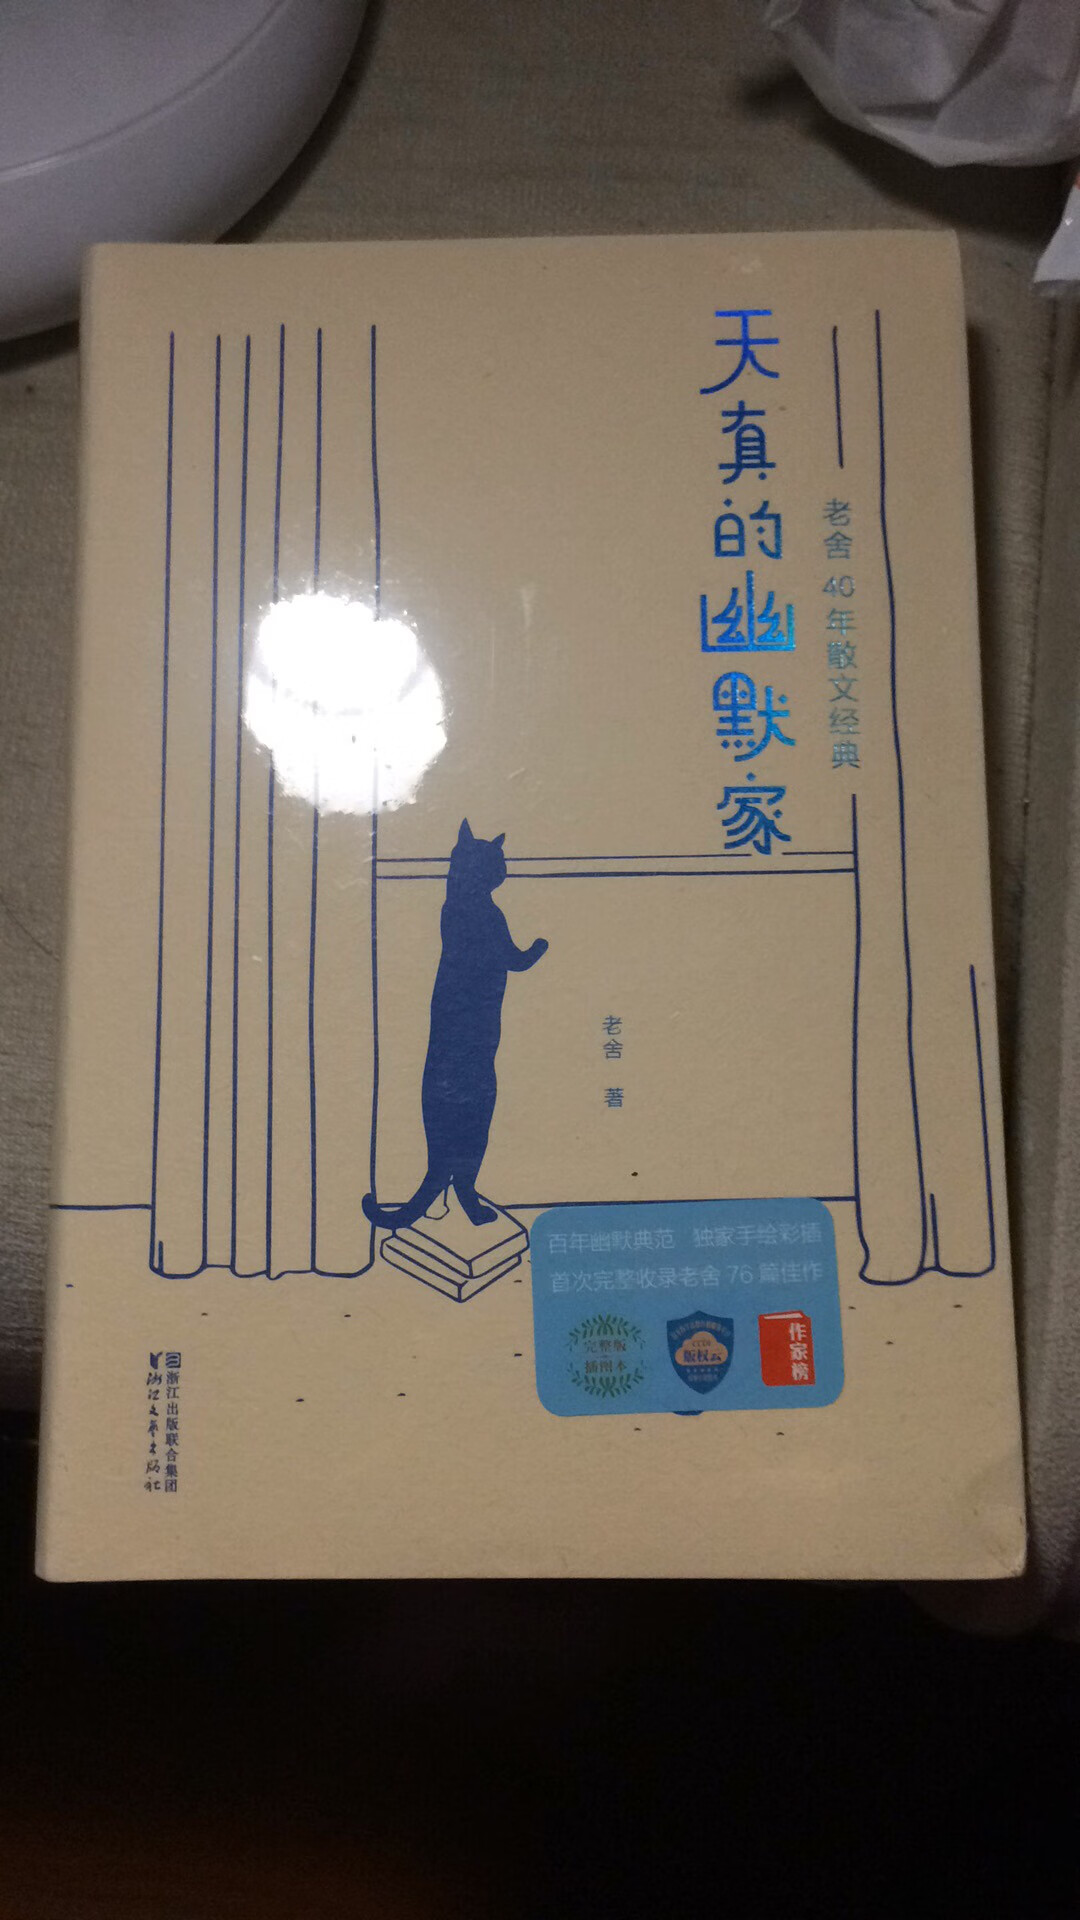 天真的幽默家
老舍40年散文经典
老舍 著
百年幽默典范 独家手绘彩插
首次完整收录老舍76篇佳作
完整版
插图本
版权云
作家榜
浙江出版联合集团
浙江文艺出版社